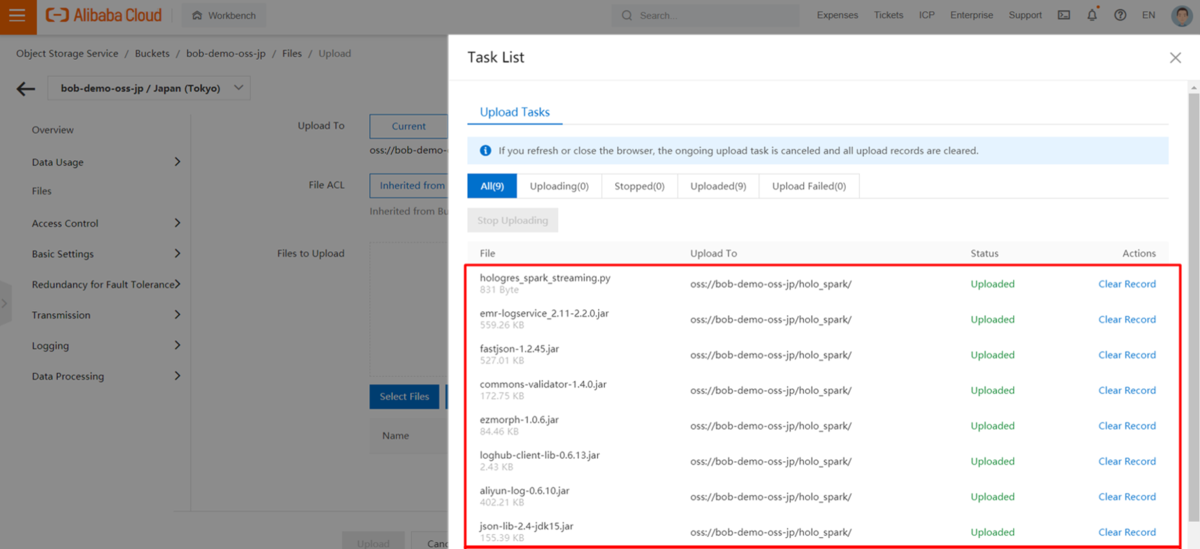 Alibaba Cloud
Workbench
Search...
Expenses
Tickets
ICP
Enterprise
Support
EN
Object Storage Service / Buckets / bob-demo-oss-jp / Files / Upload
bob-demo-oss-jp / Japan (Tokyo)
Overview
Data Usage
Files
Access Control
Basic Settings
Redundancy for Fault Tolerance
Transmission
Logging
Data Processing
Upload To
Current
oss://bob-demo-
File ACL
Inherited from
Inherited from Bu
Files to Upload
Select Files
Name
Upload
Canc
Task List
Upload Tasks
If you refresh or close the browser, the ongoing upload task is canceled and all upload records are cleared.
All(9)
Uploading(0)
Stopped(0)
Uploaded(9)
Upload Failed(0)
Stop Uploading
File Upload To Status Actions
hologres_spark_streaming.py
831 Byte
oss://bob-demo-oss-jp/holo_spark/ Uploaded Clear Record
emr-logservice_2.11-2.2.0.jar
559.26 KB
oss://bob-demo-oss-jp/holo_spark/ Uploaded Clear Record
fastjson-1.2.45.jar
527.01 KB
oss://bob-demo-oss-jp/holo_spark/ Uploaded Clear Record
commons-validator-1.4.0.jar
172.75 KB
oss://bob-demo-oss-jp/holo_spark/ Uploaded Clear Record
ezmorph-1.0.6.jar
84.46 KB
oss://bob-demo-oss-jp/holo_spark/ Uploaded Clear Record
loghub-client-lib-0.6.13.jar
2.43 KB
oss://bob-demo-oss-jp/holo_spark/ Uploaded Clear Record
aliyun-log-0.6.10.jar
402.21 KB
oss://bob-demo-oss-jp/holo_spark/ Uploaded Clear Record
json-lib-2.4-jdk15.jar
155.39 KB
oss://bob-demo-oss-jp/holo_spark/ Uploaded Clear Record